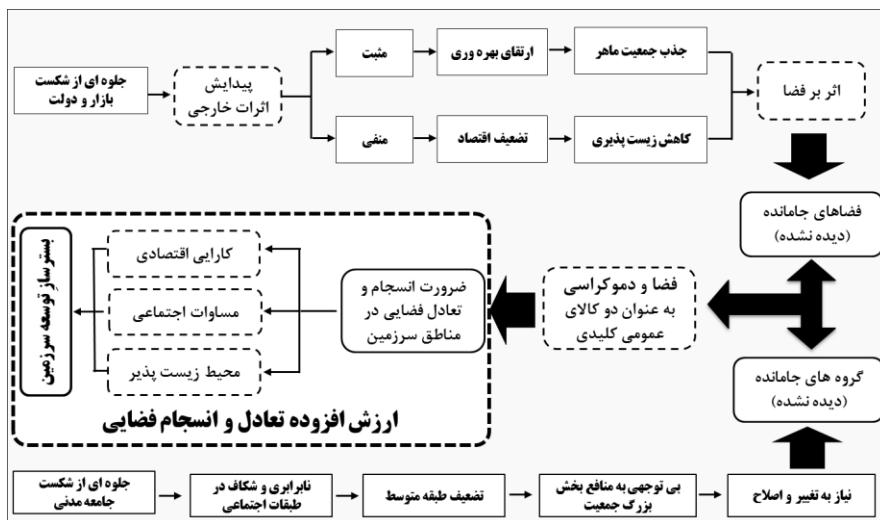 جلوه ای از شکست
بازار و دولت
پیدایش
اثرات خارجی
مثبت
ارتقای بهره وری
جذب جمعیت ماهر
منفی
تضعیف اقتصاد
کاهش زیست پذیری
اثر بر فضا
فضاهای جامانده
(دیده نشده)
گروه های جامانده
(دیده نشده)
فضا و دموکراسی
به عنوان دو کالای
عمومی کلیدی
ضرورت انسجام و
تعادل فضایی در
مناطق سرزمین
کارایی اقتصادی
مساوات اجتماعی
محیط زیست پذیر
بسترساز توسعه سرزمین
ارزش افزوده تعادل و انسجام فضایی
جلوه ای از شکست
جامعه مدنی
نابرابری و شکاف در
طبقات اجتماعی
تضعیف طبقه متوسط
بی توجهی به منافع بخش
بزرگ جمعیت
نیاز به تغییر و اصلاح